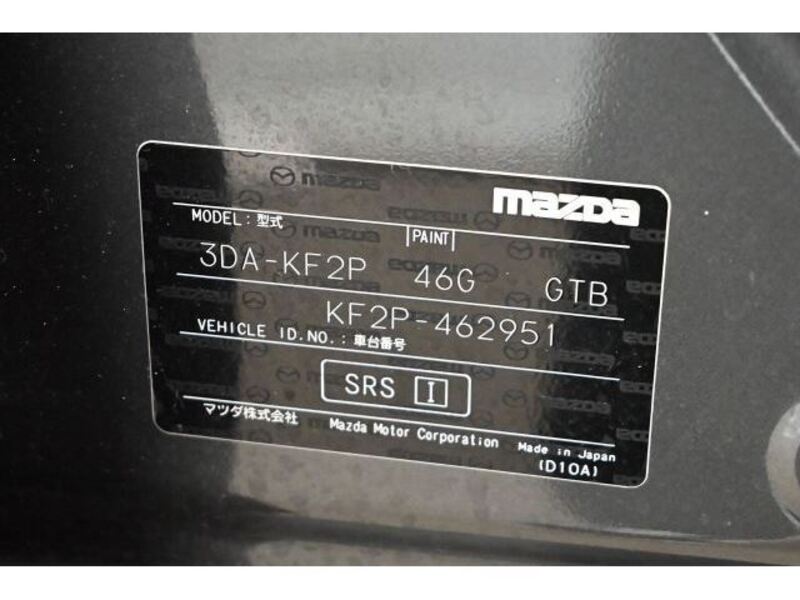 mazda
MODEL : 型式
PAINT
3DA-KF2P 46G GTB
KF2P-462951
VEHICLE ID.NO. : 車台番号
SRS I
マツダ株式会社 Mazda Motor Corporation Made in Japan
(D10A)